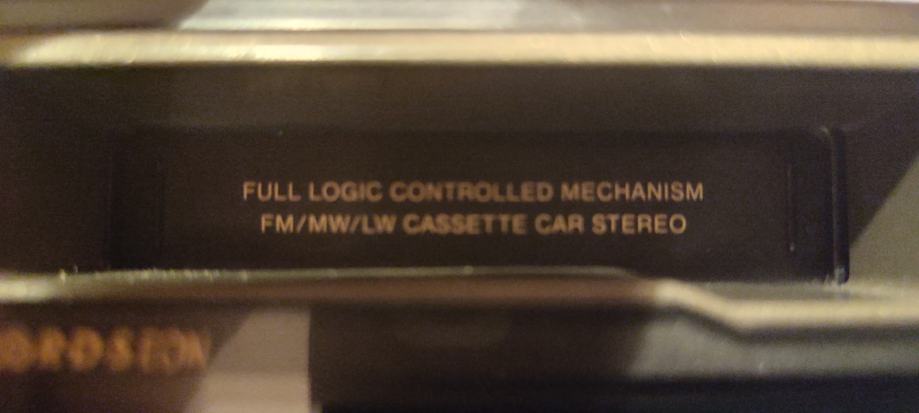 FULL LOGIC CONTROLLED MECHANISM
FM/MW/LW CASSETTE CAR STEREO